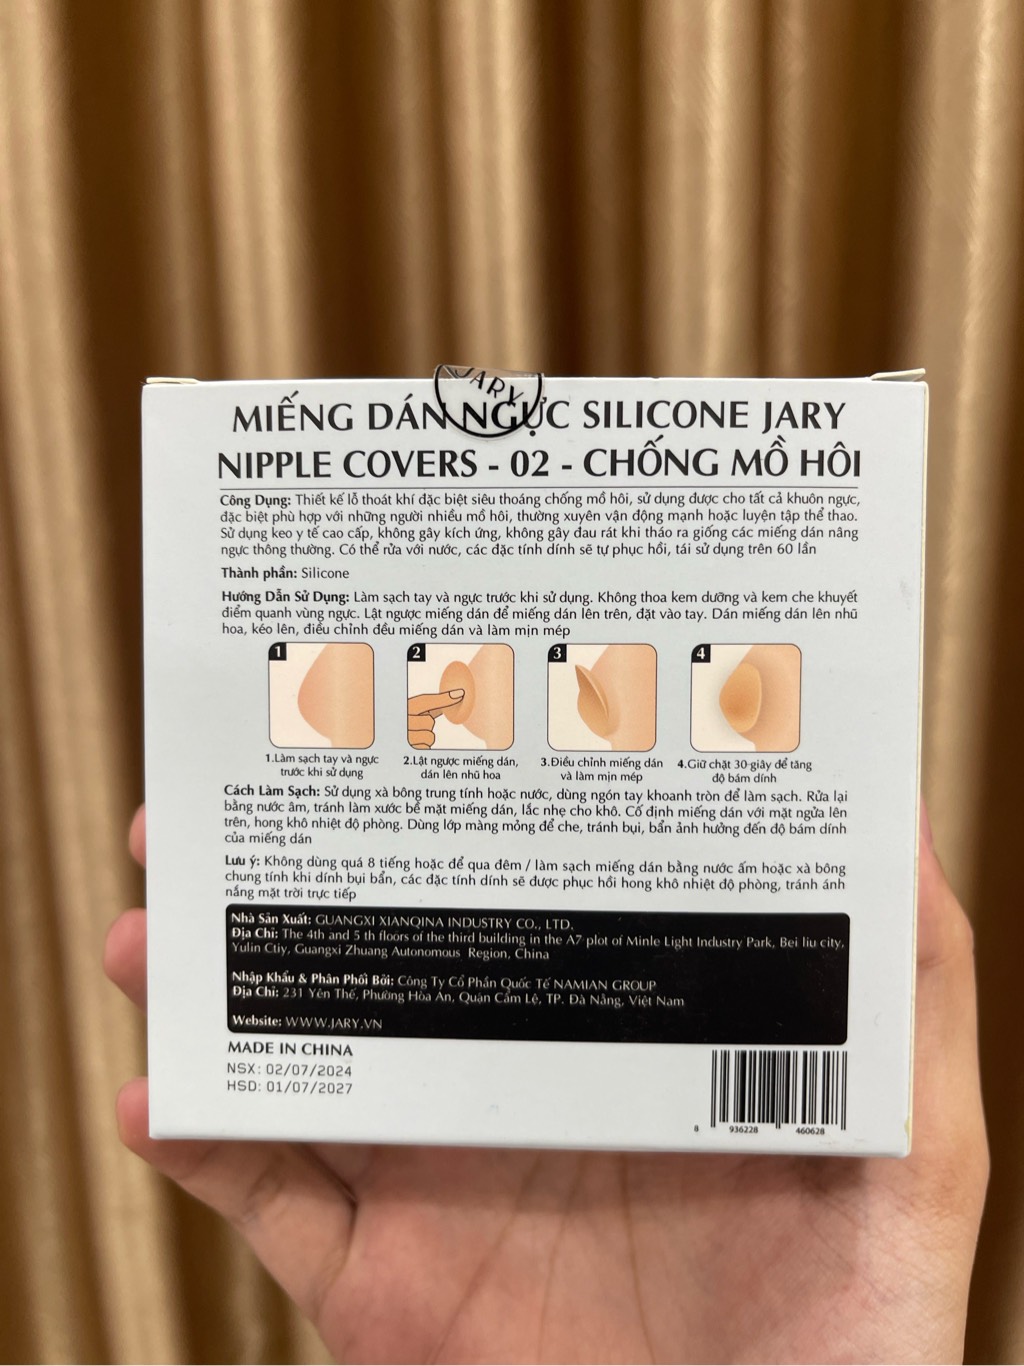 JARY
MIẾNG DÁN NGỰC SILICONE JARY
NIPPLE COVERS - 02 - CHỐNG MỒ HÔI
Công Dụng: Thiết kế lỗ thoát khí đặc biệt siêu thoáng chống mồ hôi, sử dụng được cho tất cả khuôn ngực,
đặc biệt phù hợp với những người nhiều mồ hôi, thường xuyên vận động mạnh hoặc luyện tập thể thao.
Sử dụng keo y tế cao cấp, không gây kích ứng, không gây đau rát khi tháo ra giống các miếng dán nâng
ngực thông thường. Có thể rửa với nước, các đặc tính dính sẽ tự phục hồi, tái sử dụng trên 60 lần
Thành phần: Silicone
Hướng Dẫn Sử Dụng: Làm sạch tay và ngực trước khi sử dụng. Không thoa kem dưỡng và kem che khuyết
điểm quanh vùng ngực. Lật ngược miếng dán để miếng dán lên trên, đặt vào tay. Dán miếng dán lên nhũ
hoa, kéo lên, điều chỉnh đều miếng dán và làm mịn mép
1 2 3 4
1.Làm sạch tay và ngực
trước khi sử dụng
2.Lật ngược miếng dán,
dán lên nhũ hoa
3.Điều chỉnh miếng dán
và làm mịn mép
4.Giữ chặt 30 giây để tăng
độ bám dính
Cách Làm Sạch: Sử dụng xà bông trung tính hoặc nước, dùng ngón tay khoanh tròn để làm sạch. Rửa lại
bằng nước âm, tránh làm xước bề mặt miếng dán, lắc nhẹ cho khô. Cố định miếng dán với mặt ngửa lên
trên, hong khô nhiệt độ phòng. Dùng lớp màng mỏng để che, tránh bụi, bẩn ảnh hưởng đến độ bám dính
của miếng dán
Lưu ý: Không dùng quá 8 tiếng hoặc để qua đêm / làm sạch miếng dán bằng nước ấm hoặc xà bông
chung tính khi dính bụi bẩn, các đặc tính dính sẽ được phục hồi hong khô nhiệt độ phòng, tránh ánh
nắng mặt trời trực tiếp
Nhà Sản Xuất: GUANGXI XIANQINA INDUSTRY CO., LTD.
Địa Chỉ: The 4th and 5 th floors of the third building in the A7 plot of Minle Light Industry Park, Bei liu city,
Yulin Ctiy, Guangxi Zhuang Autonomous Region, China
Nhập Khẩu & Phân Phối Bởi: Công Ty Cổ Phần Quốc Tế NAMIAN GROUP
Địa Chỉ: 231 Yên Thế, Phường Hòa An, Quận Cẩm Lệ, TP. Đà Nẵng, Việt Nam
Website: WWW.JARY.VN
MADE IN CHINA
NSX: 02/07/2024
HSD: 01/07/2027
8 936228 460628